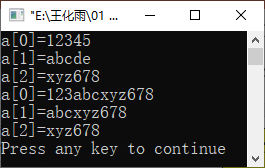 "E:\王化雨\01 ...
a[0]=12345
a[1]=abcde
a[2]=xyz678
a[0]=123abcxyz678
a[1]=abcxyz678
a[2]=xyz678
Press any key to continue